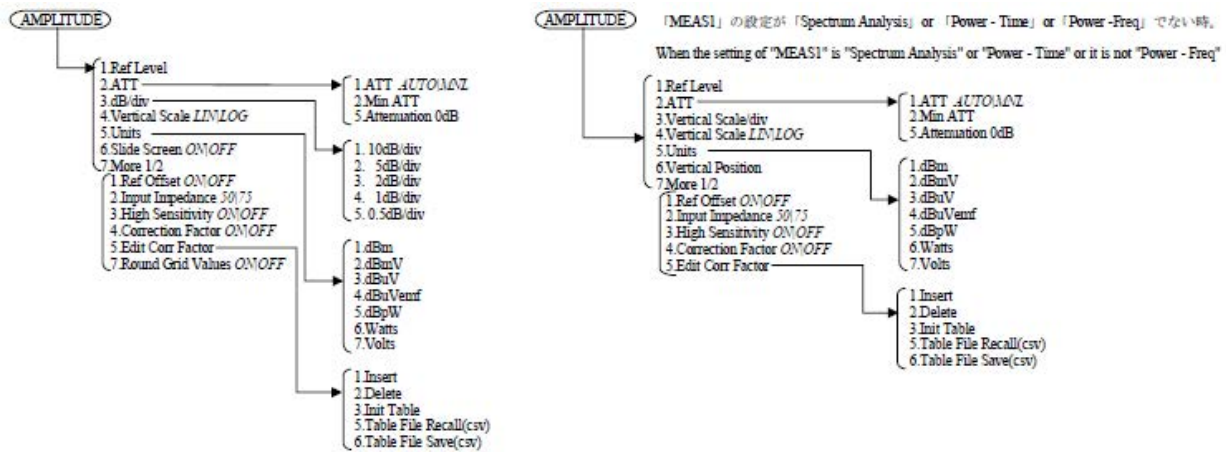 AMPLITUDE
1.Ref Level
2.ATT
3.dB/div
4.Vertical Scale LIN|LOG
5.Units
6.Slide Screen ON|OFF
7.More 1/2
1.Ref Offset ON|OFF
2.Input Impedance 50|75
3.High Sensitivity ON|OFF
4.Correction Factor ON|OFF
5.Edit Corr Factor
7.Round Grid Values ON|OFF
1.ATT AUTO|MNL
2.Min ATT
5.Attenuation 0dB
1. 10dB/div
2. 5dB/div
3. 2dB/div
4. 1dB/div
5. 0.5dB/div
1.dBm
2.dBmV
3.dBuV
4.dBuVemf
5.dBpW
6.Watts
7.Volts
1.Insert
2.Delete
3.Init Table
5.Table File Recall(csv)
6.Table File Save(csv)
AMPLITUDE
「MEAS1」の設定が「Spectrum Analysis」or 「Power - Time」or「Power -Freq」でない時。
When the setting of "MEAS1" is "Spectrum Analysis" or "Power - Time" or it is not "Power - Freq"
1.Ref Level
2.ATT
3.Vertical Scale/div
4.Vertical Scale LIN|LOG
5.Units
6.Vertical Position
7.More 1/2
1.Ref Offset ON|OFF
2.Input Impedance 50|75
3.High Sensitivity ON|OFF
4.Correction Factor ON|OFF
5.Edit Corr Factor
1.ATT AUTO|MNL
2.Min ATT
5.Attenuation 0dB
1.dBm
2.dBmV
3.dBuV
4.dBuVemf
5.dBpW
6.Watts
7.Volts
1.Insert
2.Delete
3.Init Table
5.Table File Recall(csv)
6.Table File Save(csv)